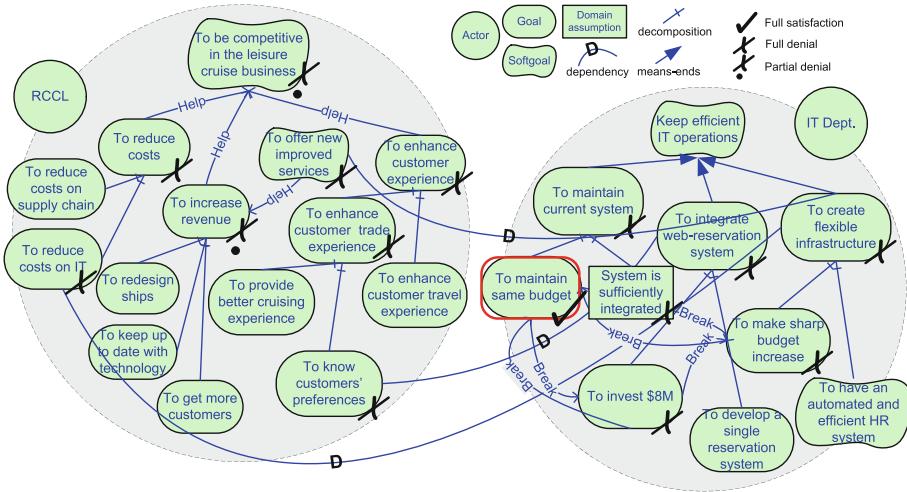 To be competitive
in the leisure
cruise business
RCCL
Help
Help
Help
To reduce
costs
To offer new
improved
services
To enhance
customer
experience
To reduce
costs on
supply chain
To increase
revenue
Help
To enhance
customer trade
experience
To reduce
costs on IT
To redesign
ships
To provide
better cruising
experience
To enhance
customer travel
experience
To keep up
to date with
technology
To get more
customers
To know
customers'
preferences
D
D
D
Actor
Goal
Softgoal
Domain
assumption
D
dependency
decomposition
means-ends
Full satisfaction
Full denial
Partial denial
Keep efficient
IT operations
IT Dept.
To maintain
current system
To integrate
web-reservation
system
To create
flexible
infrastructure
To maintain
same budget
System is
sufficiently
integrated
Break
Break
Break
Break
Break
To make sharp
budget
increase
To invest $8M
To develop a
single
reservation
system
To have an
automated and
efficient HR
system